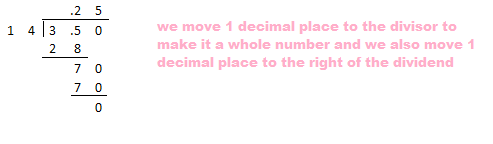 .2 5
1 4 3 .5 0
2 8
7 0
7 0
0
we move 1 decimal place to the divisor to
make it a whole number and we also move 1
decimal place to the right of the dividend